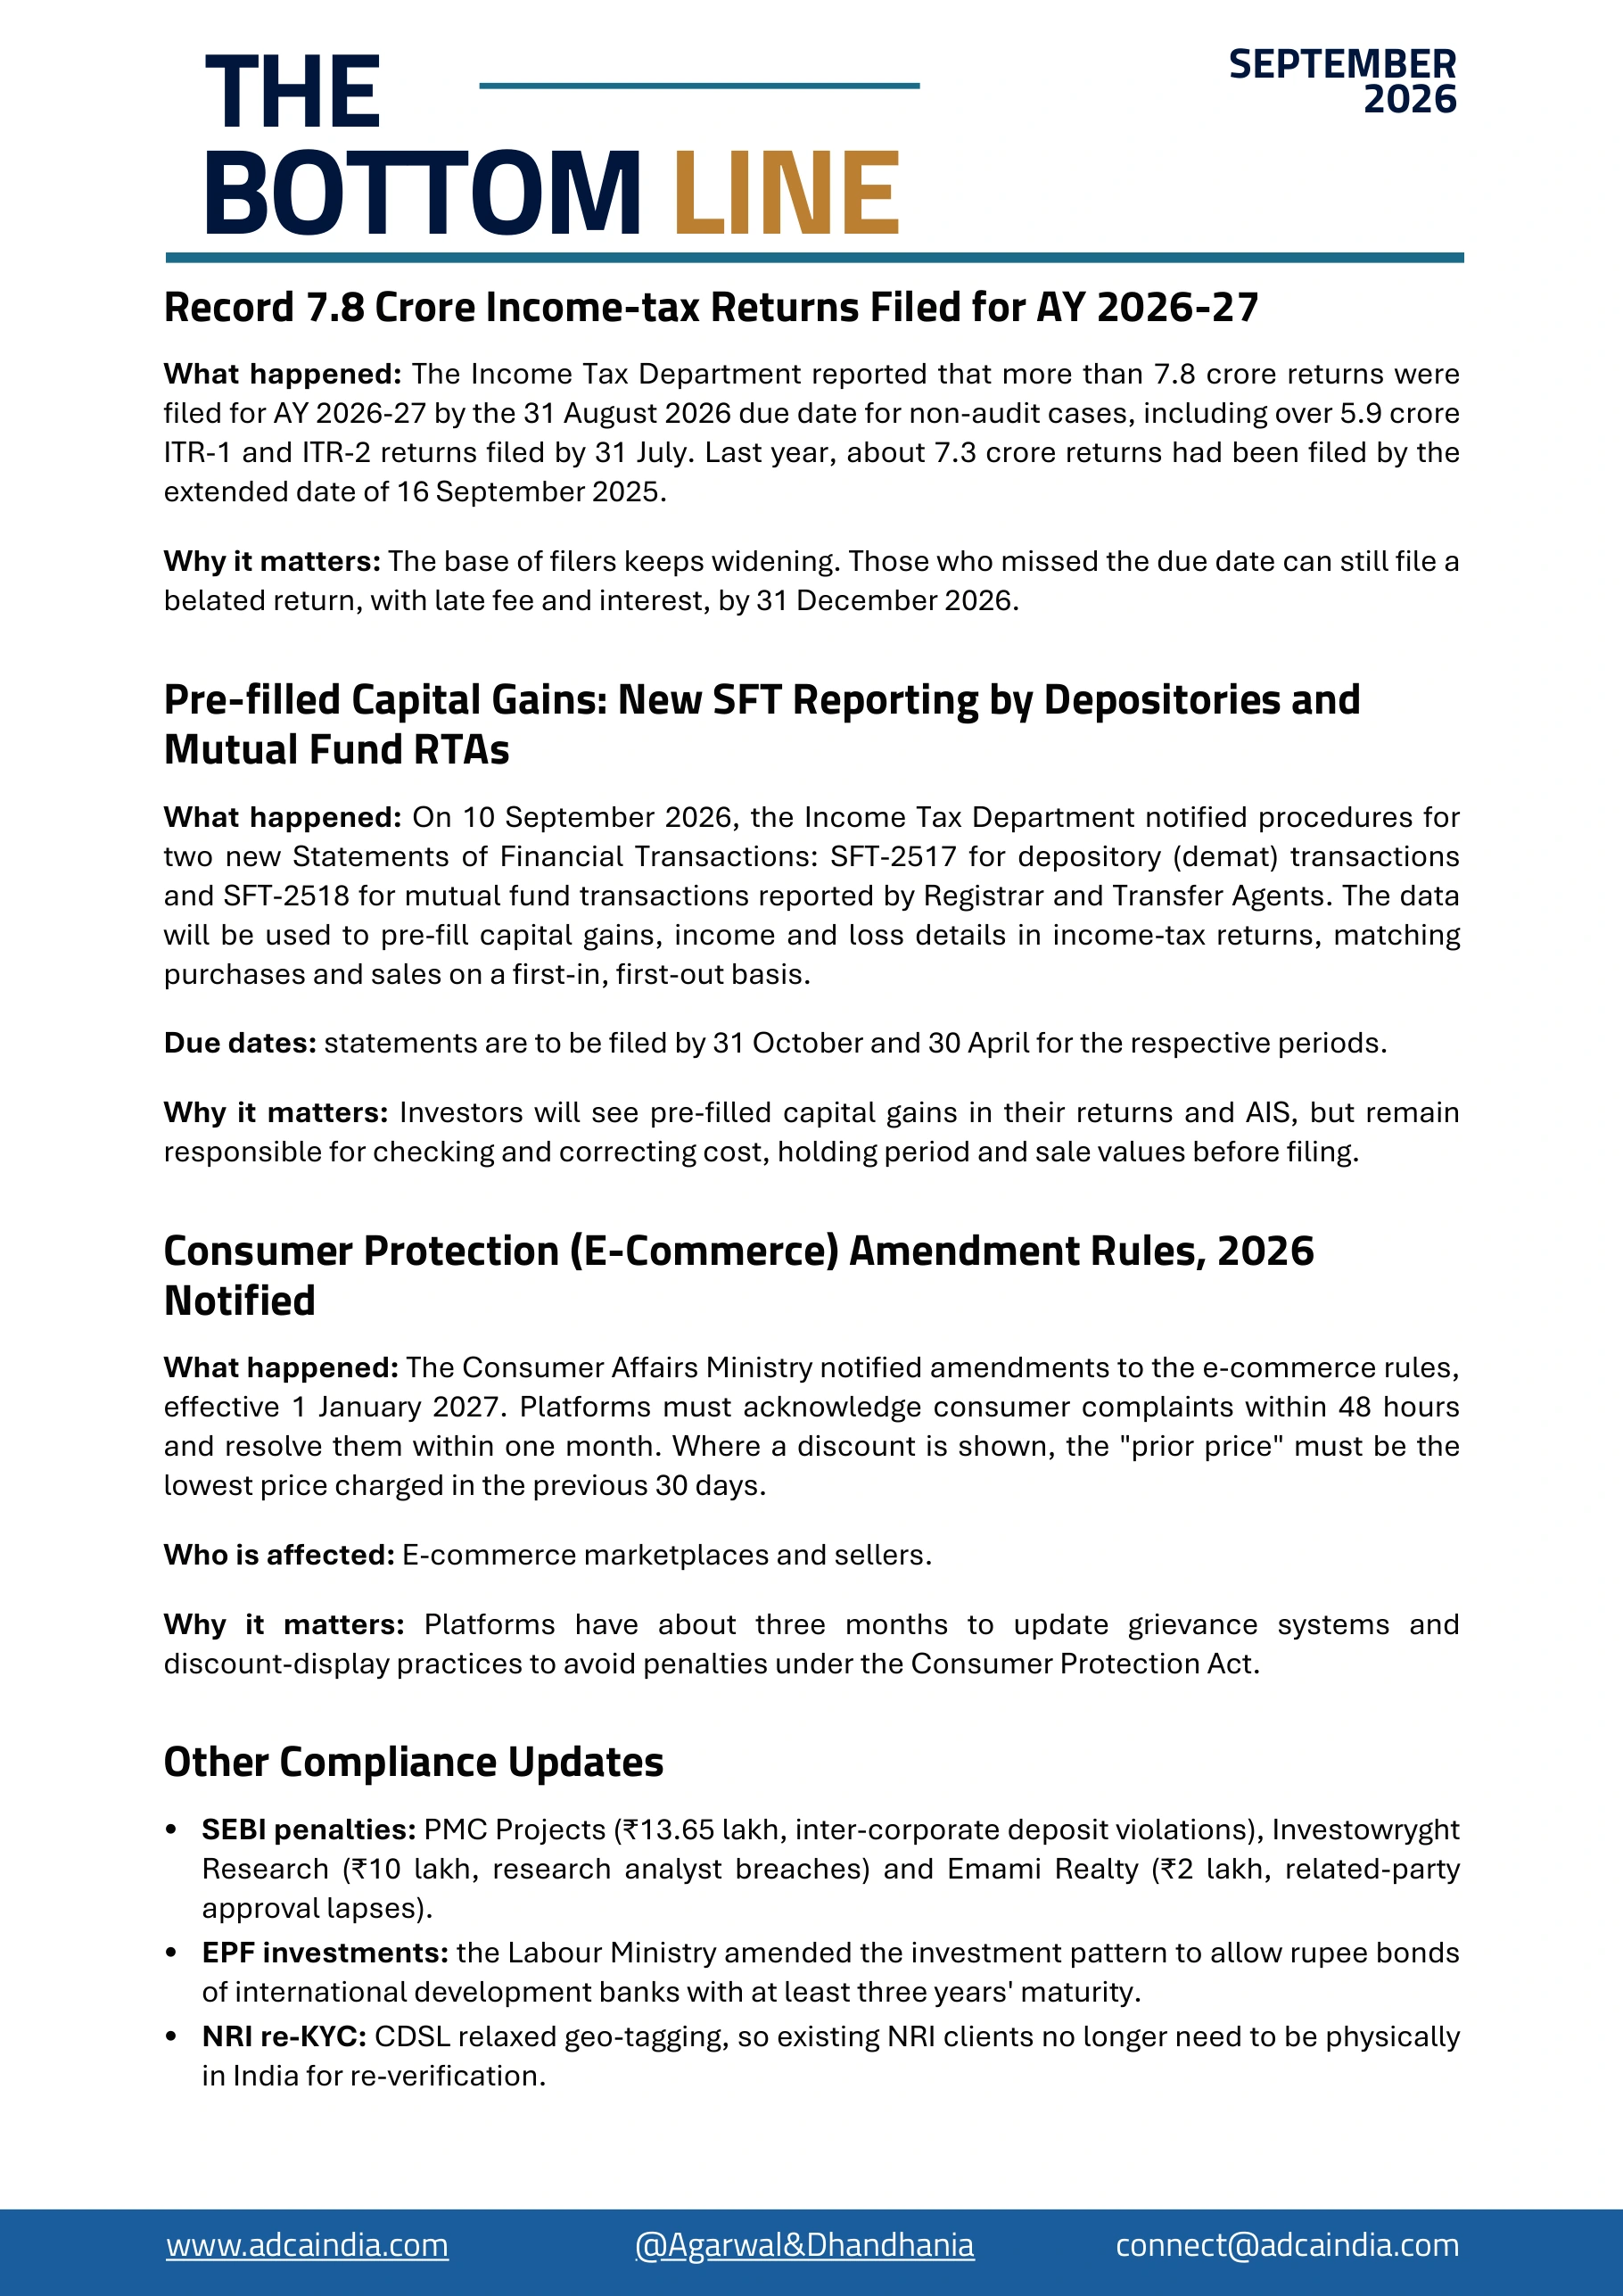 THE
BOTTOM LINE
SEPTEMBER
2026
Record 7.8 Crore Income-tax Returns Filed for AY 2026-27
What happened: The Income Tax Department reported that more than 7.8 crore returns were
filed for AY 2026-27 by the 31 August 2026 due date for non-audit cases, including over 5.9 crore
ITR-1 and ITR-2 returns filed by 31 July. Last year, about 7.3 crore returns had been filed by the
extended date of 16 September 2025.
Why it matters: The base of filers keeps widening. Those who missed the due date can still file a
belated return, with late fee and interest, by 31 December 2026.
Pre-filled Capital Gains: New SFT Reporting by Depositories and
Mutual Fund RTAs
What happened: On 10 September 2026, the Income Tax Department notified procedures for
two new Statements of Financial Transactions: SFT-2517 for depository (demat) transactions
and SFT-2518 for mutual fund transactions reported by Registrar and Transfer Agents. The data
will be used to pre-fill capital gains, income and loss details in income-tax returns, matching
purchases and sales on a first-in, first-out basis.
Due dates: statements are to be filed by 31 October and 30 April for the respective periods.
Why it matters: Investors will see pre-filled capital gains in their returns and AIS, but remain
responsible for checking and correcting cost, holding period and sale values before filing.
Consumer Protection (E-Commerce) Amendment Rules, 2026
Notified
What happened: The Consumer Affairs Ministry notified amendments to the e-commerce rules,
effective 1 January 2027. Platforms must acknowledge consumer complaints within 48 hours
and resolve them within one month. Where a discount is shown, the "prior price" must be the
lowest price charged in the previous 30 days.
Who is affected: E-commerce marketplaces and sellers.
Why it matters: Platforms have about three months to update grievance systems and
discount-display practices to avoid penalties under the Consumer Protection Act.
Other Compliance Updates
• SEBI penalties: PMC Projects (₹13.65 lakh, inter-corporate deposit violations), Investowryght
Research (₹10 lakh, research analyst breaches) and Emami Realty (₹2 lakh, related-party
approval lapses).
• EPF investments: the Labour Ministry amended the investment pattern to allow rupee bonds
of international development banks with at least three years' maturity.
• NRI re-KYC: CDSL relaxed geo-tagging, so existing NRI clients no longer need to be physically
in India for re-verification.
www.adcaindia.com
@Agarwal&Dhandhania
connect@adcaindia.com